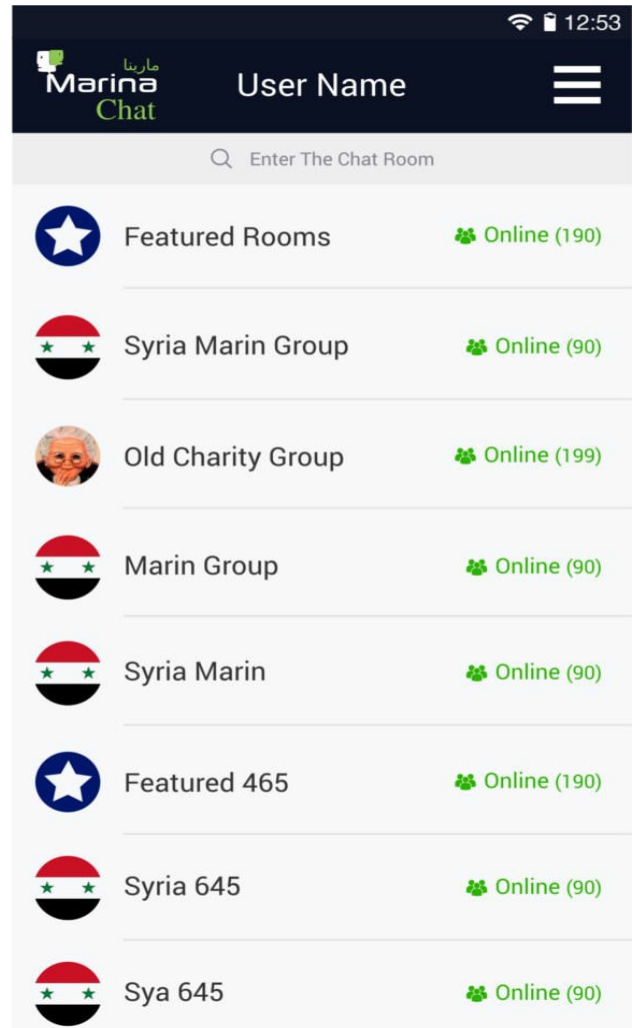 12:53
مارينا
Marina
Chat
User Name
Enter The Chat Room
Featured Rooms Online (190)
Syria Marin Group Online (90)
Old Charity Group Online (199)
Marin Group Online (90)
Syria Marin Online (90)
Featured 465 Online (190)
Syria 645 Online (90)
Sya 645 Online (90)